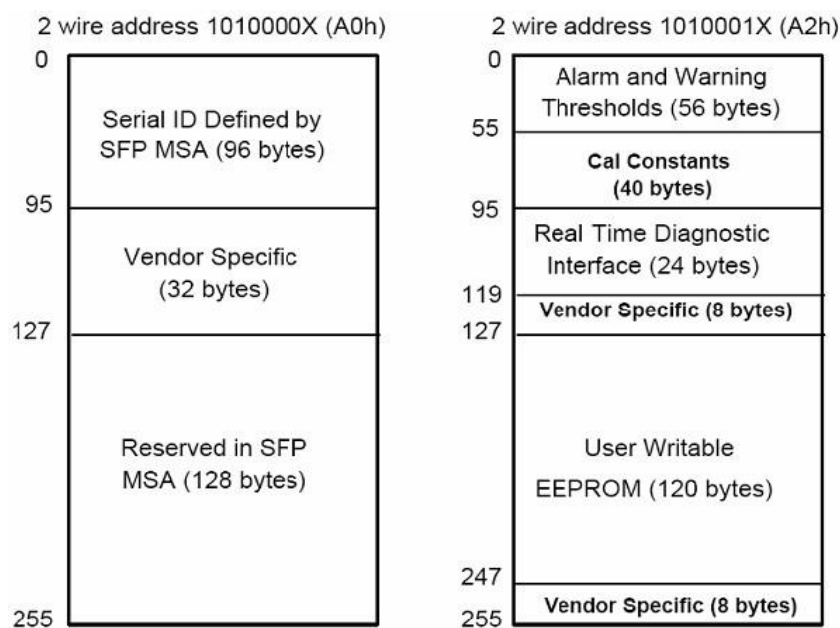 2 wire address 1010000X (A0h)
0
Serial ID Defined by
SFP MSA (96 bytes)
95
Vendor Specific
(32 bytes)
127
Reserved in SFP
MSA (128 bytes)
255
2 wire address 1010001X (A2h)
0
Alarm and Warning
Thresholds (56 bytes)
55
Cal Constants
(40 bytes)
95
Real Time Diagnostic
Interface (24 bytes)
119
Vendor Specific (8 bytes)
127
User Writable
EEPROM (120 bytes)
247
Vendor Specific (8 bytes)
255